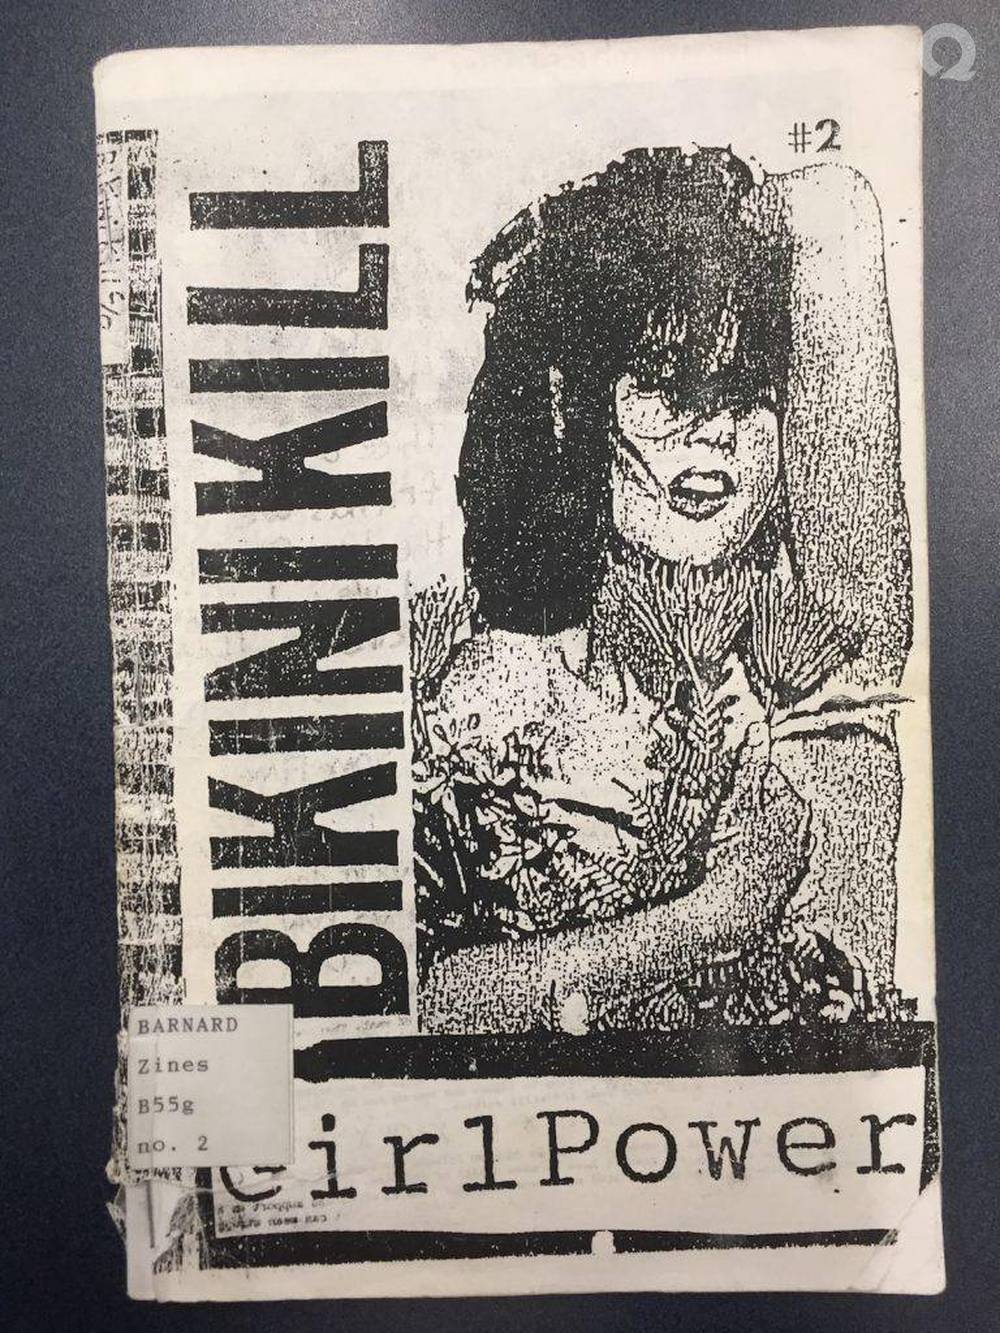 #2
BIKINI KILL
BARNARD
Zines
B55g
no. 2
GirlPower